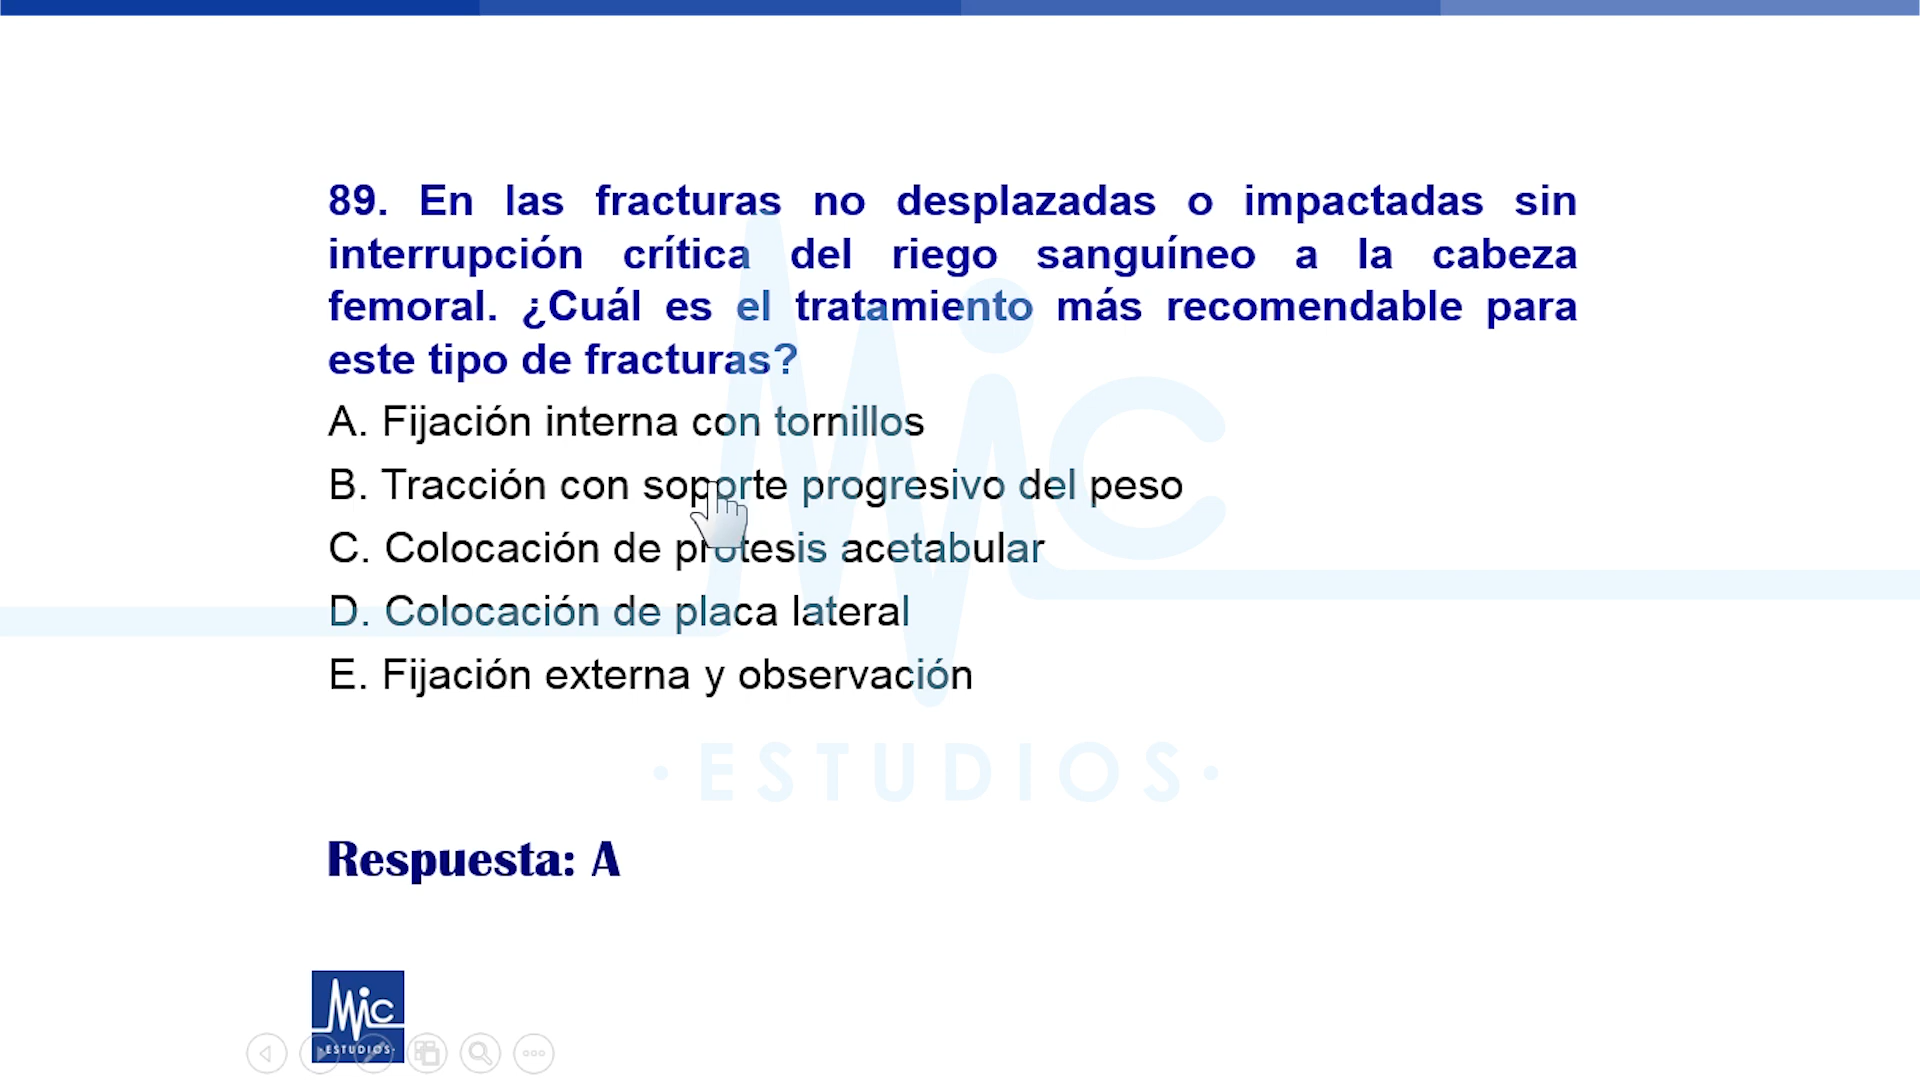 89. En las fracturas no desplazadas o impactadas sin
interrupción crítica del riego sanguíneo a la cabeza
femoral. ¿Cuál es el tratamiento más recomendable para
este tipo de fracturas?
A. Fijación interna con tornillos
B. Tracción con soporte progresivo del peso
C. Colocación de prótesis acetabular
D. Colocación de placa lateral
E. Fijación externa y observación
Mic
·ESTUDIOS·
Respuesta: A
Mic
·ESTUDIOS·